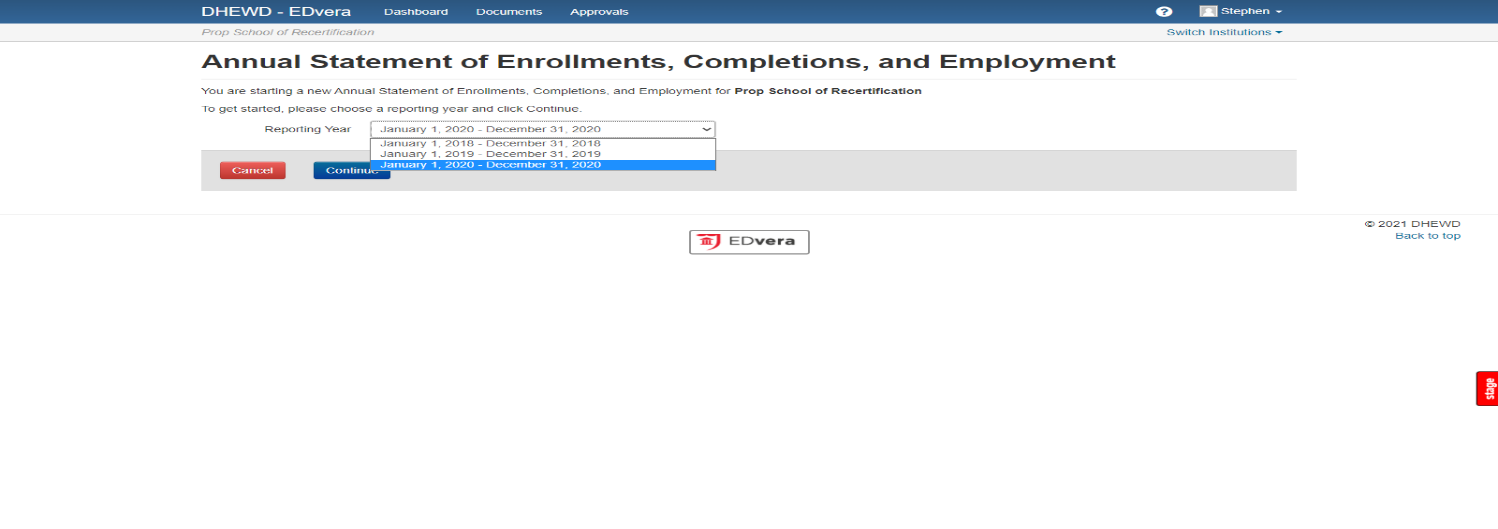 DHEWD - EDvera Dashboard Documents Approvals ? Stephen
Prop School of Recertification Switch Institutions
Annual Statement of Enrollments, Completions, and Employment
You are starting a new Annual Statement of Enrollments, Completions, and Employment for Prop School of Recertification
To get started, please choose a reporting year and click Continue.
Reporting Year January 1, 2020 - December 31, 2020
January 1, 2018 - December 31, 2018
January 1, 2019 - December 31, 2019
January 1, 2020 - December 31, 2020
Cancel Continue
© 2021 DHEWD
Back to top
EDvera
stage